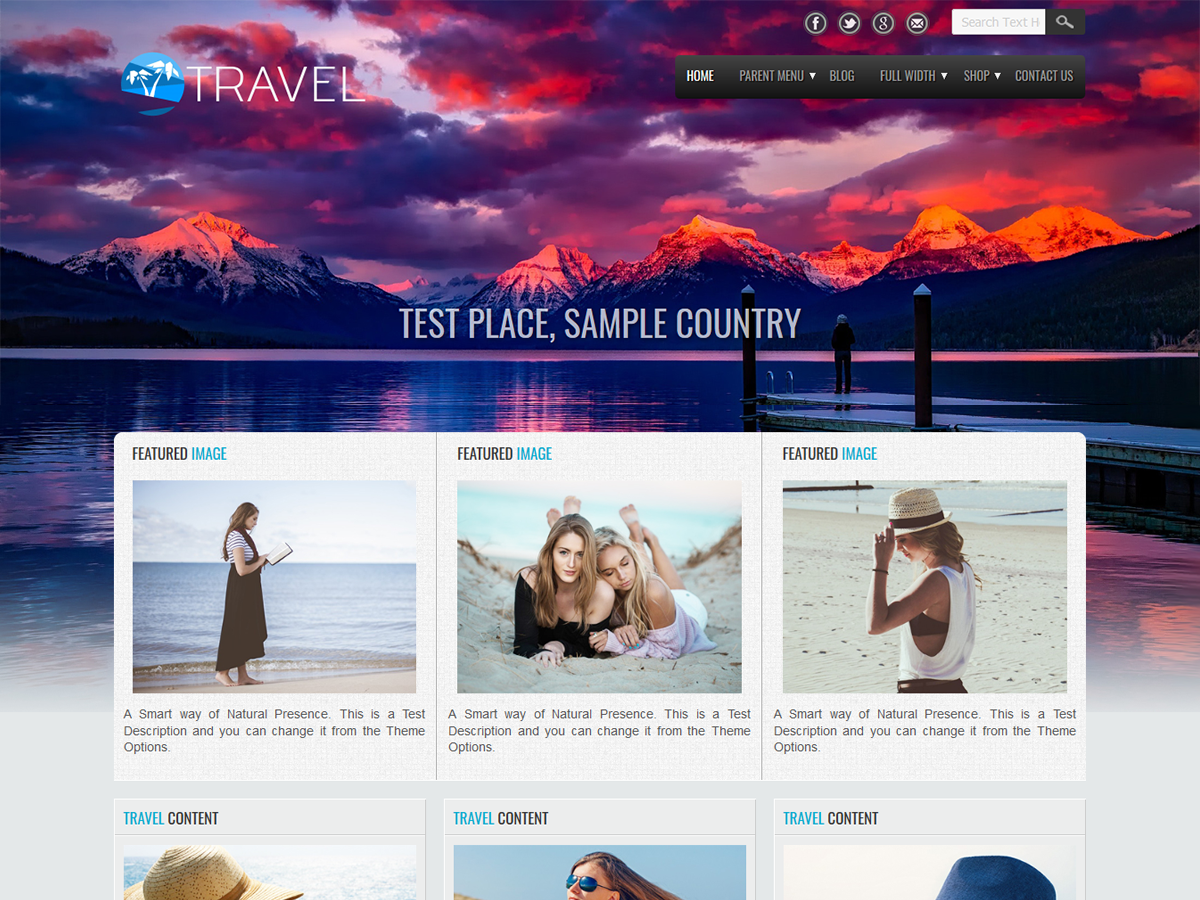 Search Text H
TRAVEL
HOME PARENT MENU ▼ BLOG FULL WIDTH ▼ SHOP ▼ CONTACT US
TEST PLACE, SAMPLE COUNTRY
FEATURED IMAGE
A Smart way of Natural Presence. This is a Test
Description and you can change it from the Theme
Options.
FEATURED IMAGE
A Smart way of Natural Presence. This is a Test
Description and you can change it from the Theme
Options.
FEATURED IMAGE
A Smart way of Natural Presence. This is a Test
Description and you can change it from the Theme
Options.
TRAVEL CONTENT
TRAVEL CONTENT
TRAVEL CONTENT